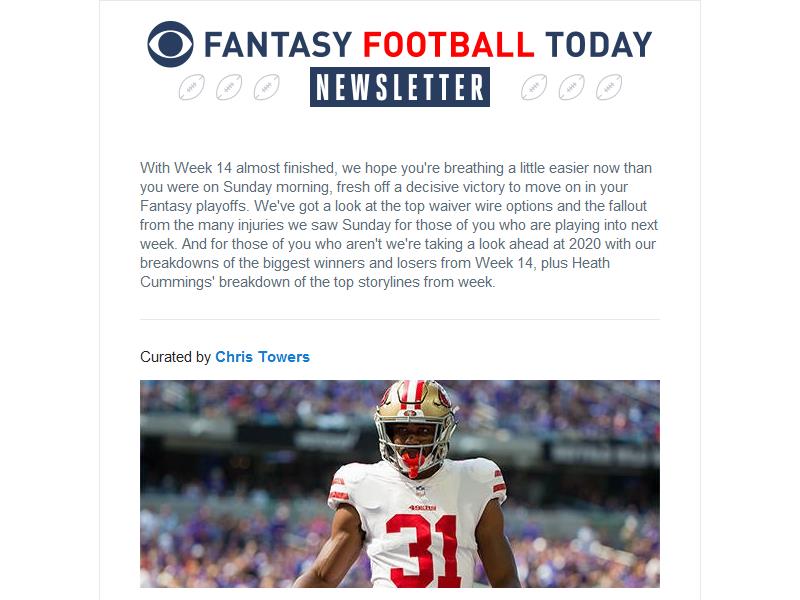 FANTASY FOOTBALL TODAY
NEWSLETTER
With Week 14 almost finished, we hope you're breathing a little easier now than
you were on Sunday morning, fresh off a decisive victory to move on in your
Fantasy playoffs. We've got a look at the top waiver wire options and the fallout
from the many injuries we saw Sunday for those of you who are playing into next
week. And for those of you who aren't we're taking a look ahead at 2020 with our
breakdowns of the biggest winners and losers from Week 14, plus Heath
Cummings' breakdown of the top storylines from week.
Curated by Chris Towers
49ERS
31